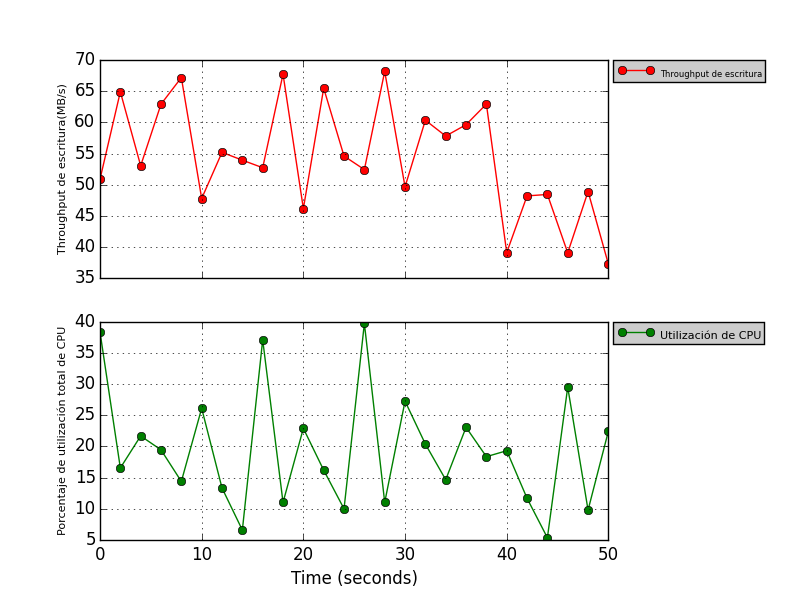 Throughput de escritura(MB/s)
70
65
60
55
50
45
40
35
Throughput de escritura
Porcentaje de utilización total de CPU
40
35
30
25
20
15
10
5
Utilización de CPU
0 10 20 30 40 50
Time (seconds)